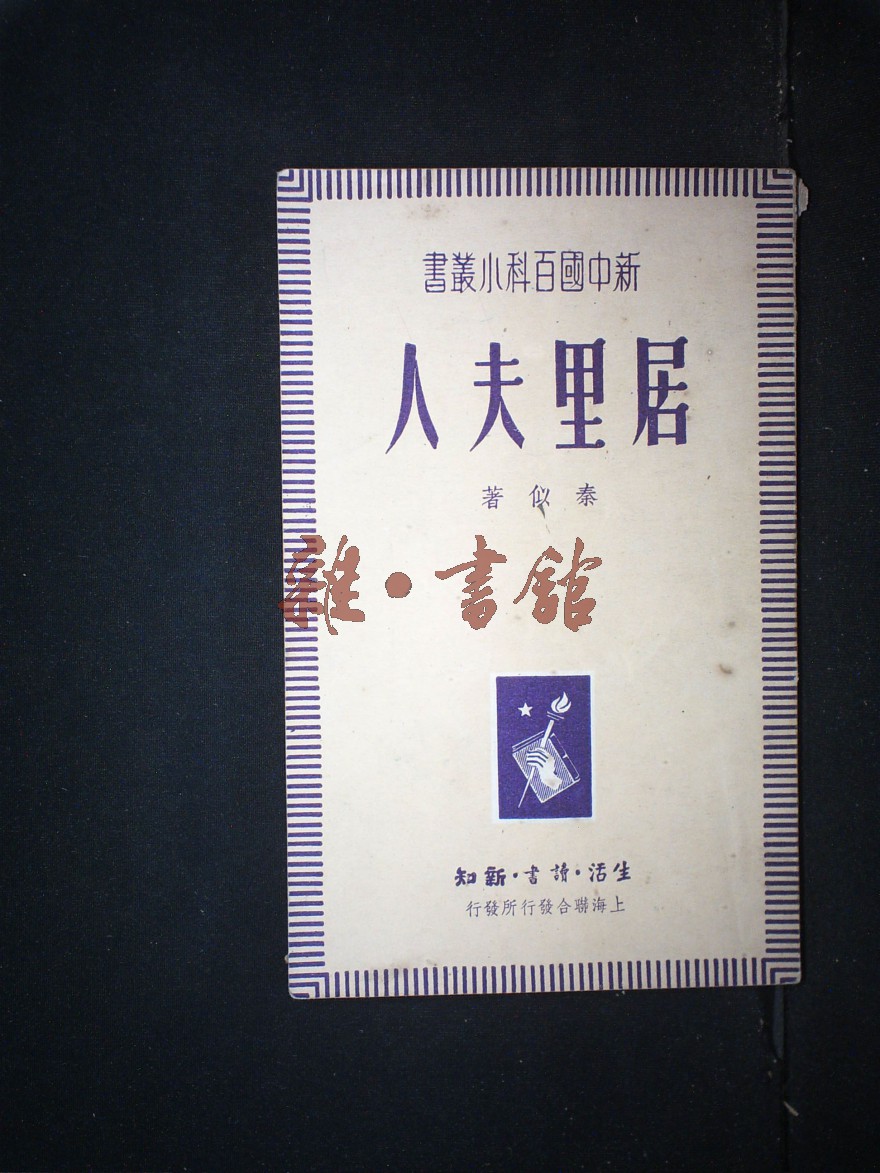 新中國百科小叢書
居里夫人
秦似著
雜·書館
生活·讀書·新知
上海聯合發行所發行